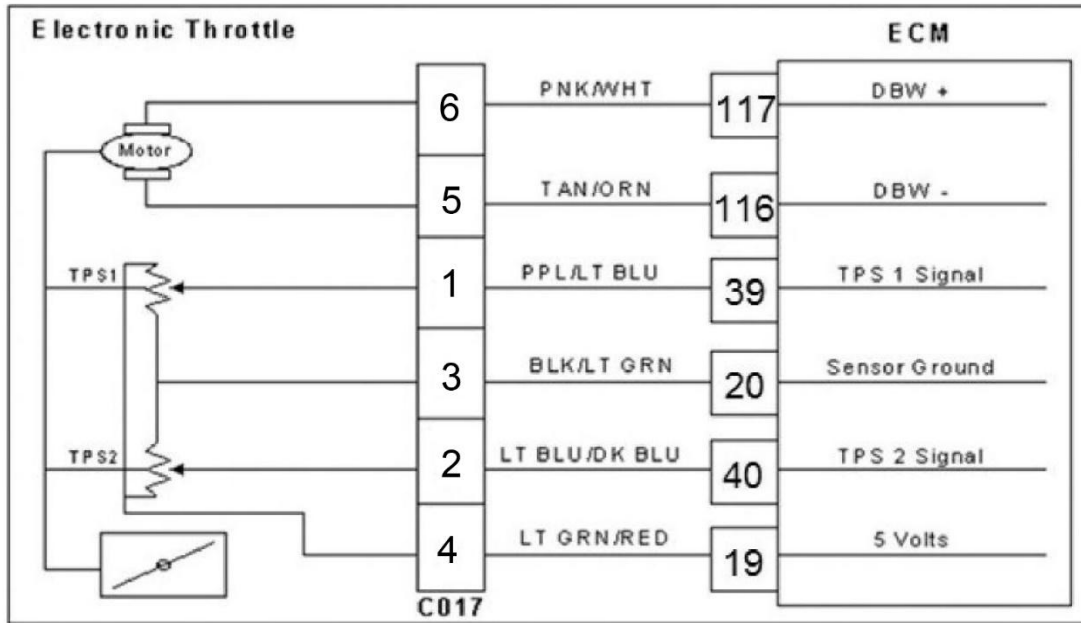 Electronic Throttle
ECM
6 PNK/WHT 117 DBW +
Motor
5 TAN/ORN 116 DBW -
TPS1 1 PPL/LT BLU 39 TPS 1 Signal
3 BLK/LT GRN 20 Sensor Ground
TPS2 2 LT BLU/DK BLU 40 TPS 2 Signal
4 LT GRN/RED 19 5 Volts
C017